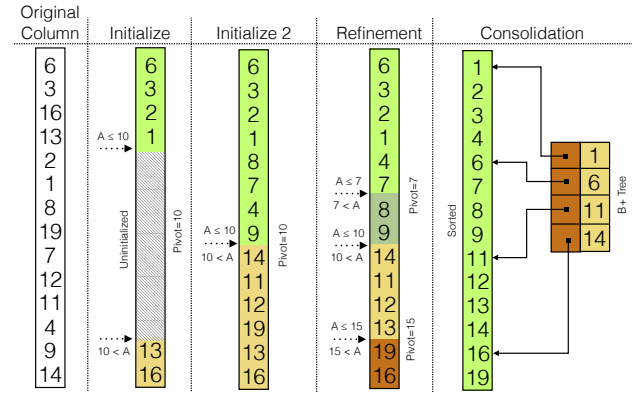 Original
Column
Initialize
Initialize 2
Refinement
Consolidation
6
3
16
13
2
1
8
19
7
12
11
4
9
14
6
3
2
1
A ≤ 10
Uninitialized
Pivot=10
10 < A
13
16
6
3
2
1
8
7
4
9
A ≤ 10
10 < A
Pivot=10
14
11
12
19
13
16
6
3
2
1
4
7
A ≤ 7
7 < A
Pivot=7
8
9
A ≤ 10
10 < A
14
11
12
13
A ≤ 15
15 < A
Pivot=15
19
16
Sorted
1
2
3
4
6
7
8
9
11
12
13
14
16
19
1
6
11
14
B+ Tree